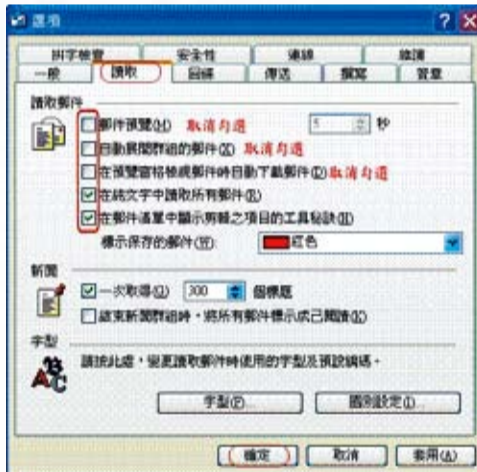 選項
拼字檢查 安全性 連線 維護
一般 讀取 回條 傳送 撰寫 簽章
讀取郵件
郵件預覽(H) 取消勾選 5 秒
自動展開群組的郵件(X) 取消勾選
在預覽窗格檢視郵件時自動下載郵件(D) 取消勾選
在純文字中讀取所有郵件(R)
在郵件清單中顯示剪輯之項目的工具秘訣(I)
標示保存的郵件(W): 紅色
新聞
一次取得(G) 300 個標題
結束新聞群組時,將所有郵件標示成已閱讀(K)
字型
請按此處,變更讀取郵件時使用的字型及預設編碼。
字型(F)... 國別設定(I)...
確定 取消 套用(A)